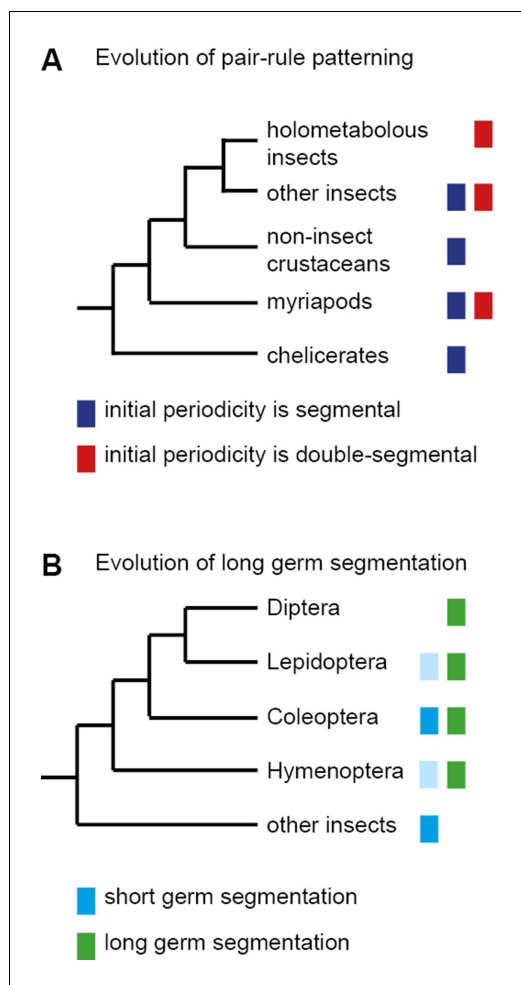 A Evolution of pair-rule patterning
holometabolous
insects
other insects
non-insect
crustaceans
myriapods
chelicerates
initial periodicity is segmental
initial periodicity is double-segmental
B Evolution of long germ segmentation
Diptera
Lepidoptera
Coleoptera
Hymenoptera
other insects
short germ segmentation
long germ segmentation